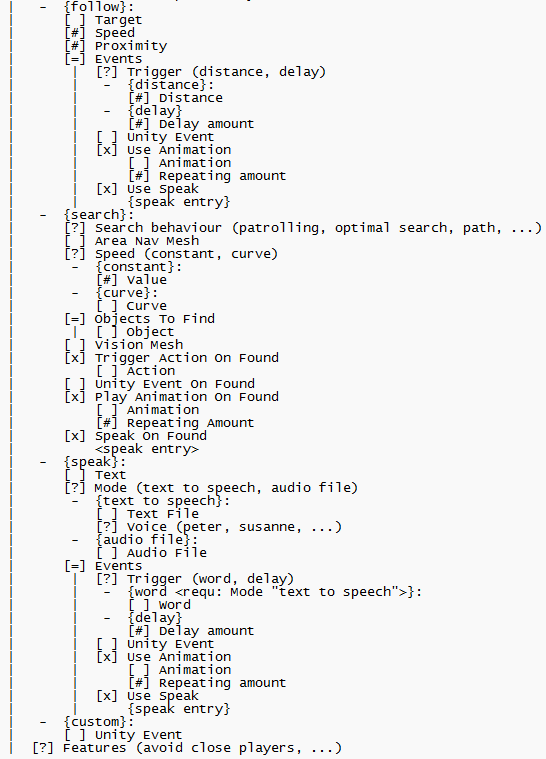 |   -  {follow}:
|      [ ] Target
|      [#] Speed
|      [#] Proximity
|      [=] Events
|       |  [?] Trigger (distance, delay)
|       |   -  {distance}:
|       |      [#] Distance
|       |   -  {delay}
|       |      [#] Delay amount
|       |  [ ] Unity Event
|       |  [x] Use Animation
|       |      [ ] Animation
|       |      [#] Repeating amount
|       |  [x] Use Speak
|       |      {speak entry}
|   -  {search}:
|      [?] Search behaviour (patrolling, optimal search, path, ...)
|      [ ] Area Nav Mesh
|      [?] Speed (constant, curve)
|       -  {constant}:
|          [#] Value
|       -  {curve}:
|          [ ] Curve
|      [=] Objects To Find
|       |  [ ] Object
|      [ ] Vision Mesh
|      [x] Trigger Action On Found
|          [ ] Action
|      [ ] Unity Event On Found
|      [x] Play Animation On Found
|          [ ] Animation
|          [#] Repeating Amount
|      [x] Speak On Found
|          <speak entry>
|   -  {speak}:
|      [ ] Text
|      [?] Mode (text to speech, audio file)
|       -  {text to speech}:
|          [ ] Text File
|          [?] Voice (peter, susanne, ...)
|       -  {audio file}:
|          [ ] Audio File
|      [=] Events
|       |  [?] Trigger (word, delay)
|       |   -  {word <requ: Mode "text to speech">}:
|       |      [ ] Word
|       |   -  {delay}
|       |      [#] Delay amount
|       |  [ ] Unity Event
|       |  [x] Use Animation
|       |      [ ] Animation
|       |      [#] Repeating amount
|       |  [x] Use Speak
|       |      {speak entry}
|   -  {custom}:
|      [ ] Unity Event
|  [?] Features (avoid close players, ...)